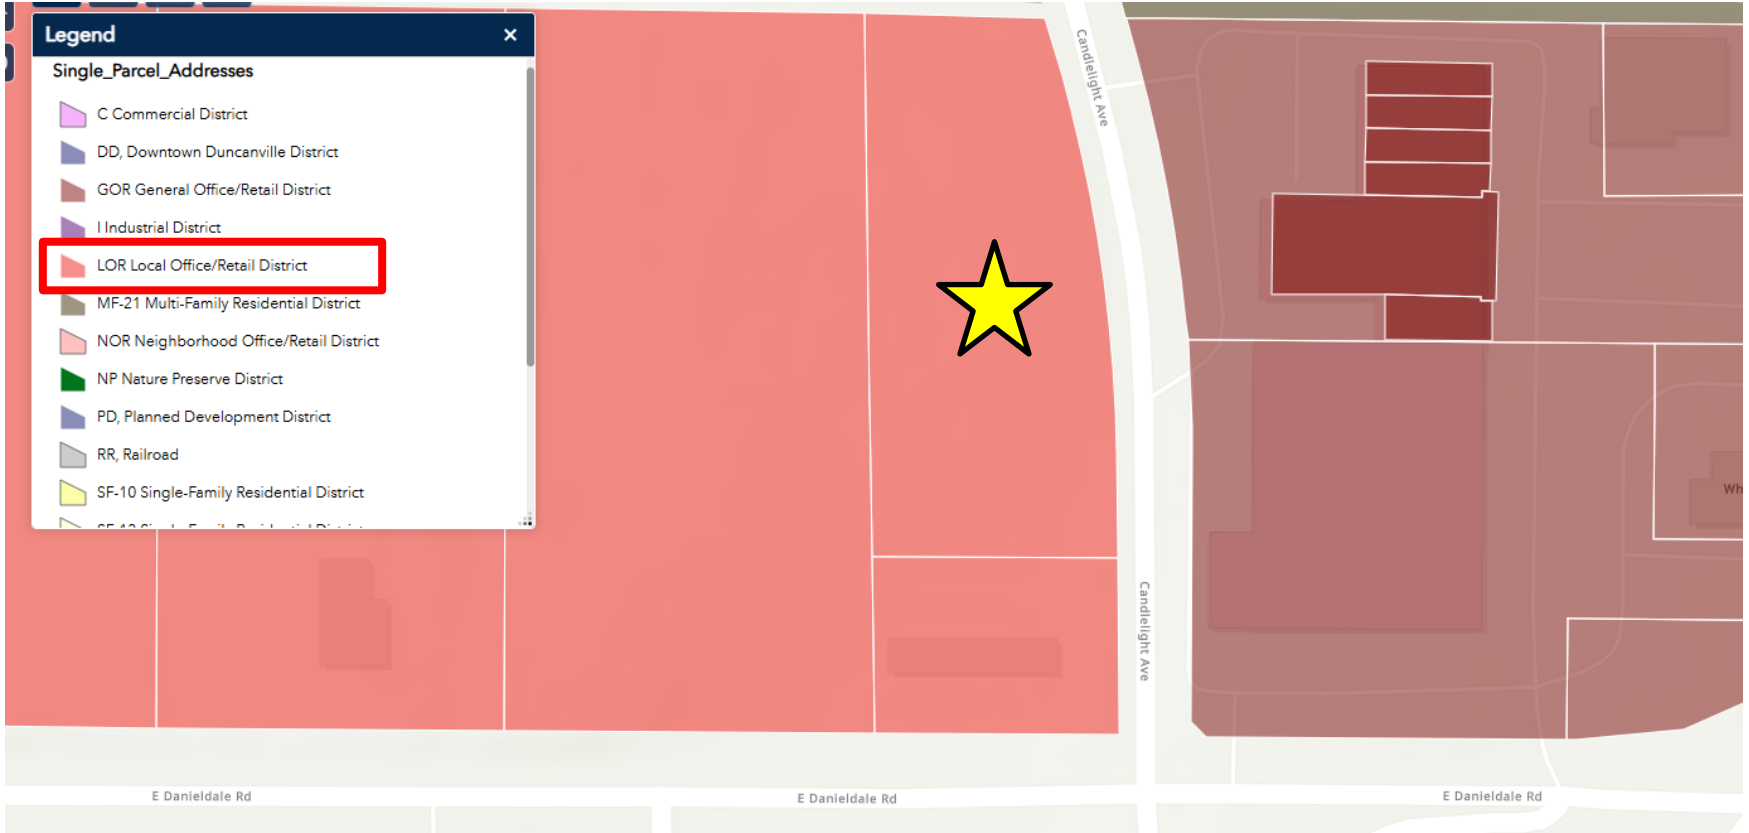 Legend
Single_Parcel_Addresses
C Commercial District
DD, Downtown Duncanville District
GOR General Office/Retail District
I Industrial District
LOR Local Office/Retail District
MF-21 Multi-Family Residential District
NOR Neighborhood Office/Retail District
NP Nature Preserve District
PD, Planned Development District
RR, Railroad
SF-10 Single-Family Residential District
Candlelight Ave
Candlelight Ave
Wh
E Danieldale Rd
E Danieldale Rd
E Danieldale Rd